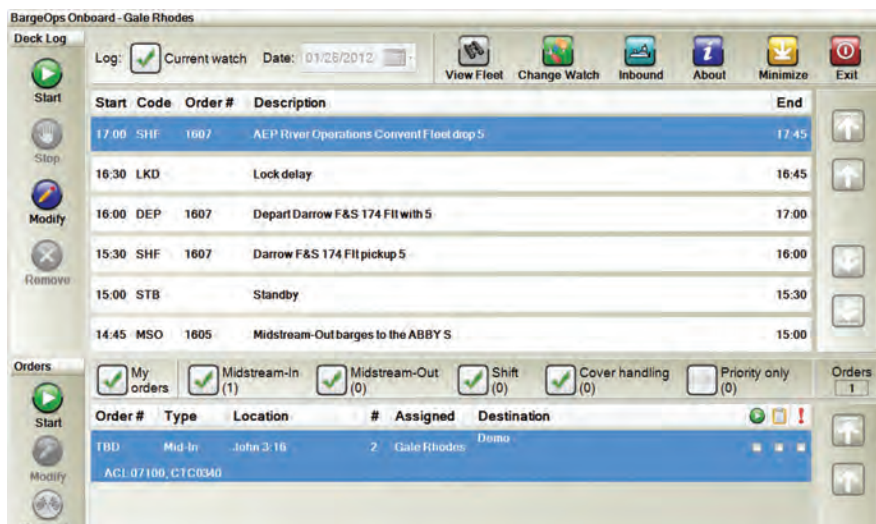 BargeOps Onboard - Gale Rhodes
Deck Log
Log: Current watch Date: 01/26/2012
View Fleet Change Watch Inbound About Minimize Exit
Start
Stop
Modify
Remove
Start Code Order # Description End
17:00 SHF 1607 AEP River Operations Convent Fleet drop 5 17:45
16:30 LKD Lock delay 16:45
16:00 DEP 1607 Depart Darrow F&S 174 Flt with 5 17:00
15:30 SHF 1607 Darrow F&S 174 Flt pickup 5 16:00
15:00 STB Standby 15:30
14:45 MSO 1605 Midstream-Out barges to the ABBY S 15:00
Orders
Start
Modify
My orders
Midstream-In (1)
Midstream-Out (0)
Shift (0)
Cover handling (0)
Priority only (0)
Orders
1
Order # Type Location # Assigned Destination
TBD Mid-In John 3:16 2 Gale Rhodes Demo
ACL07100, CTC0340